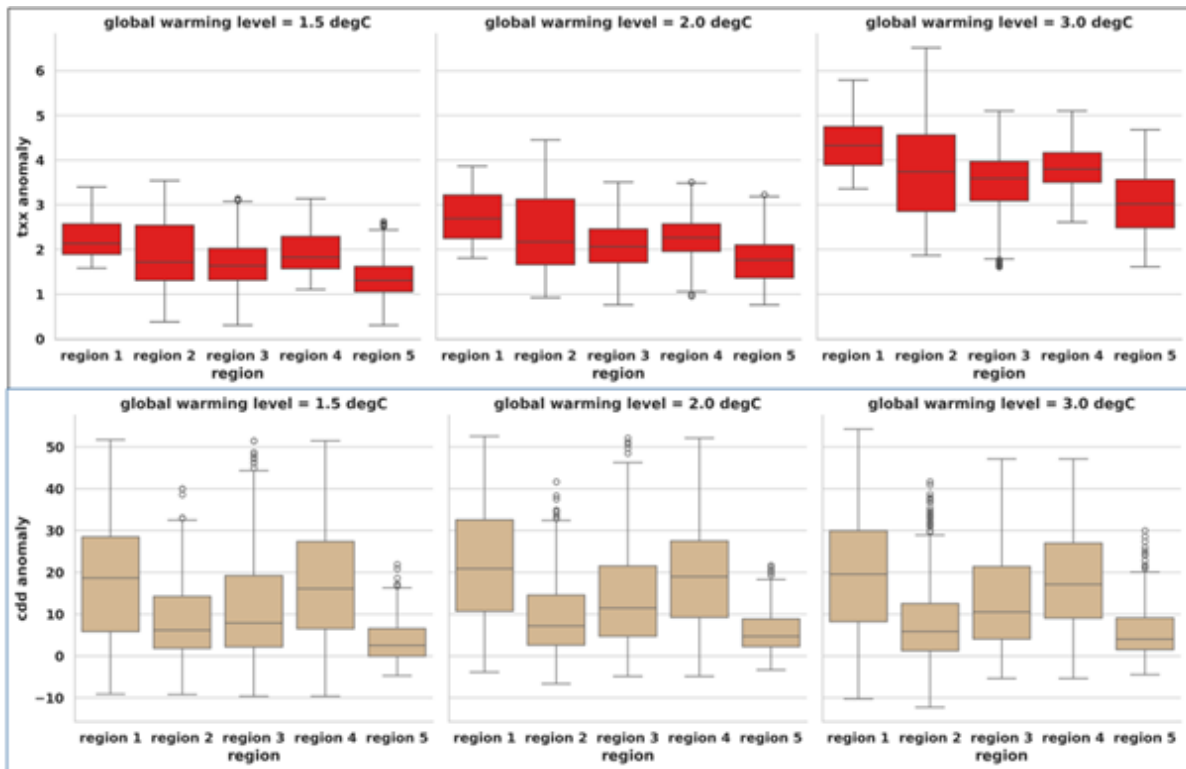 global warming level = 1.5 degC global warming level = 2.0 degC global warming level = 3.0 degC
6
5
4
3
2
1
0
txx anomaly
region 1 region 2 region 3 region 4 region 5 region 1 region 2 region 3 region 4 region 5 region 1 region 2 region 3 region 4 region 5
region region region
global warming level = 1.5 degC global warming level = 2.0 degC global warming level = 3.0 degC
50
40
30
20
10
0
−10
cdd anomaly
region 1 region 2 region 3 region 4 region 5 region 1 region 2 region 3 region 4 region 5 region 1 region 2 region 3 region 4 region 5
region region region